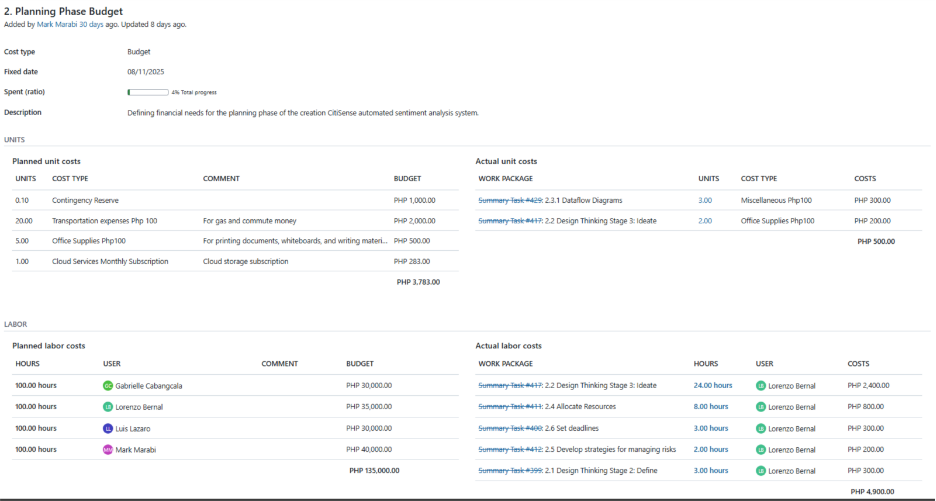 2. Planning Phase Budget
Added by Mark Marabi 30 days ago. Updated 8 days ago.
Cost type Budget
Fixed date 08/11/2025
Spent (ratio) 4% Total progress
Description Defining financial needs for the planning phase of the creation CitiSense automated sentiment analysis system.
UNITS
Planned unit costs
UNITS COST TYPE COMMENT BUDGET
0.10 Contingency Reserve PHP 1,000.00
20.00 Transportation expenses Php 100 For gas and commute money PHP 2,000.00
5.00 Office Supplies Php100 For printing documents, whiteboards, and writing materi... PHP 500.00
1.00 Cloud Services Monthly Subscription Cloud storage subscription PHP 283.00
PHP 3,783.00
Actual unit costs
WORK PACKAGE UNITS COST TYPE COSTS
Summary Task #429: 2.3.1 Dataflow Diagrams 3.00 Miscellaneous Php100 PHP 300.00
Summary Task #417: 2.2 Design Thinking Stage 3: Ideate 2.00 Office Supplies Php100 PHP 200.00
PHP 500.00
LABOR
Planned labor costs
HOURS USER COMMENT BUDGET
100.00 hours GC Gabrielle Cabangcala PHP 30,000.00
100.00 hours LB Lorenzo Bernal PHP 35,000.00
100.00 hours LL Luis Lazaro PHP 30,000.00
100.00 hours MM Mark Marabi PHP 40,000.00
PHP 135,000.00
Actual labor costs
WORK PACKAGE HOURS USER COSTS
Summary Task #417: 2.2 Design Thinking Stage 3: Ideate 24.00 hours LB Lorenzo Bernal PHP 2,400.00
Summary Task #411: 2.4 Allocate Resources 8.00 hours LB Lorenzo Bernal PHP 800.00
Summary Task #400: 2.6 Set deadlines 3.00 hours LB Lorenzo Bernal PHP 300.00
Summary Task #412: 2.5 Develop strategies for managing risks 2.00 hours LB Lorenzo Bernal PHP 200.00
Summary Task #399: 2.1 Design Thinking Stage 2: Define 3.00 hours LB Lorenzo Bernal PHP 300.00
PHP 4,900.00